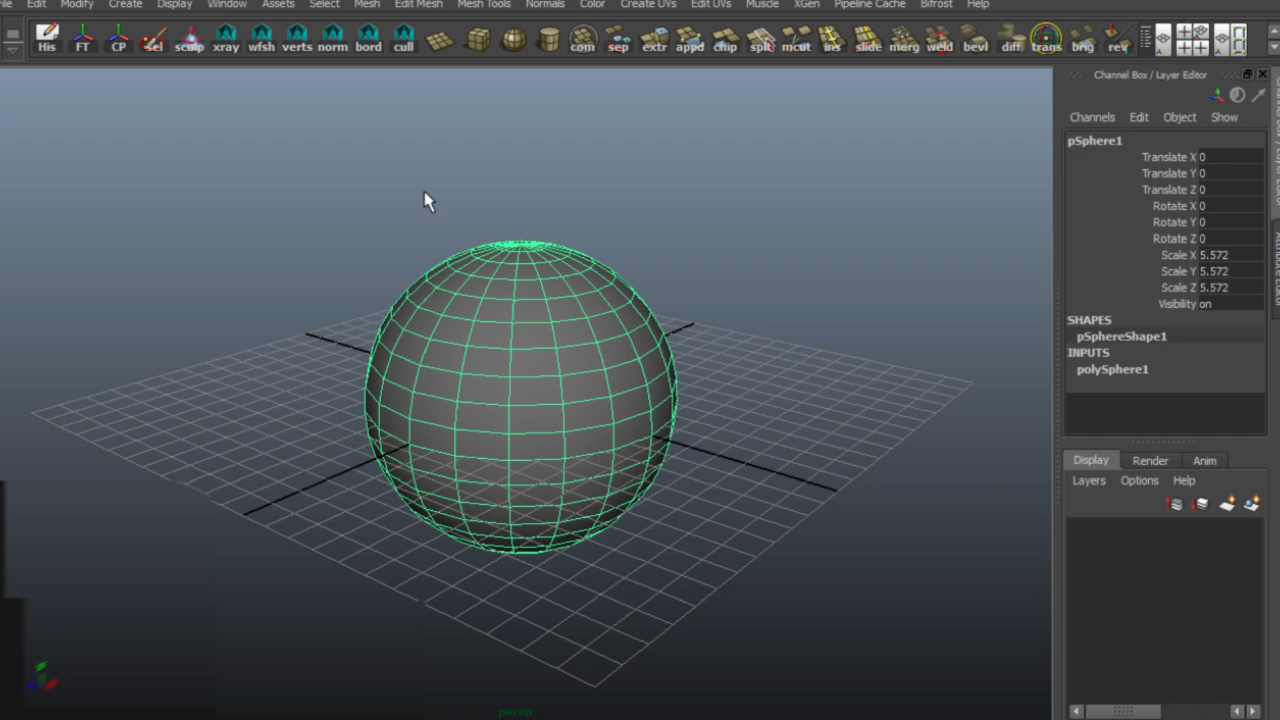 File Edit Modify Create Display Window Assets Select Mesh Edit Mesh Mesh Tools Normals Color Create UVs Edit UVs Muscle XGen Pipeline Cache Bifrost Help
His FT CP sel sculp xray wfsh verts norm bord cull com sep extr appd chip split mcut ins slide merg weld bevl diff trans brig rev
Channel Box / Layer Editor
Channels Edit Object Show
pSphere1
Translate X 0
Translate Y 0
Translate Z 0
Rotate X 0
Rotate Y 0
Rotate Z 0
Scale X 5.572
Scale Y 5.572
Scale Z 5.572
Visibility on
SHAPES
pSphereShape1
INPUTS
polySphere1
Display Render Anim
Layers Options Help
persp